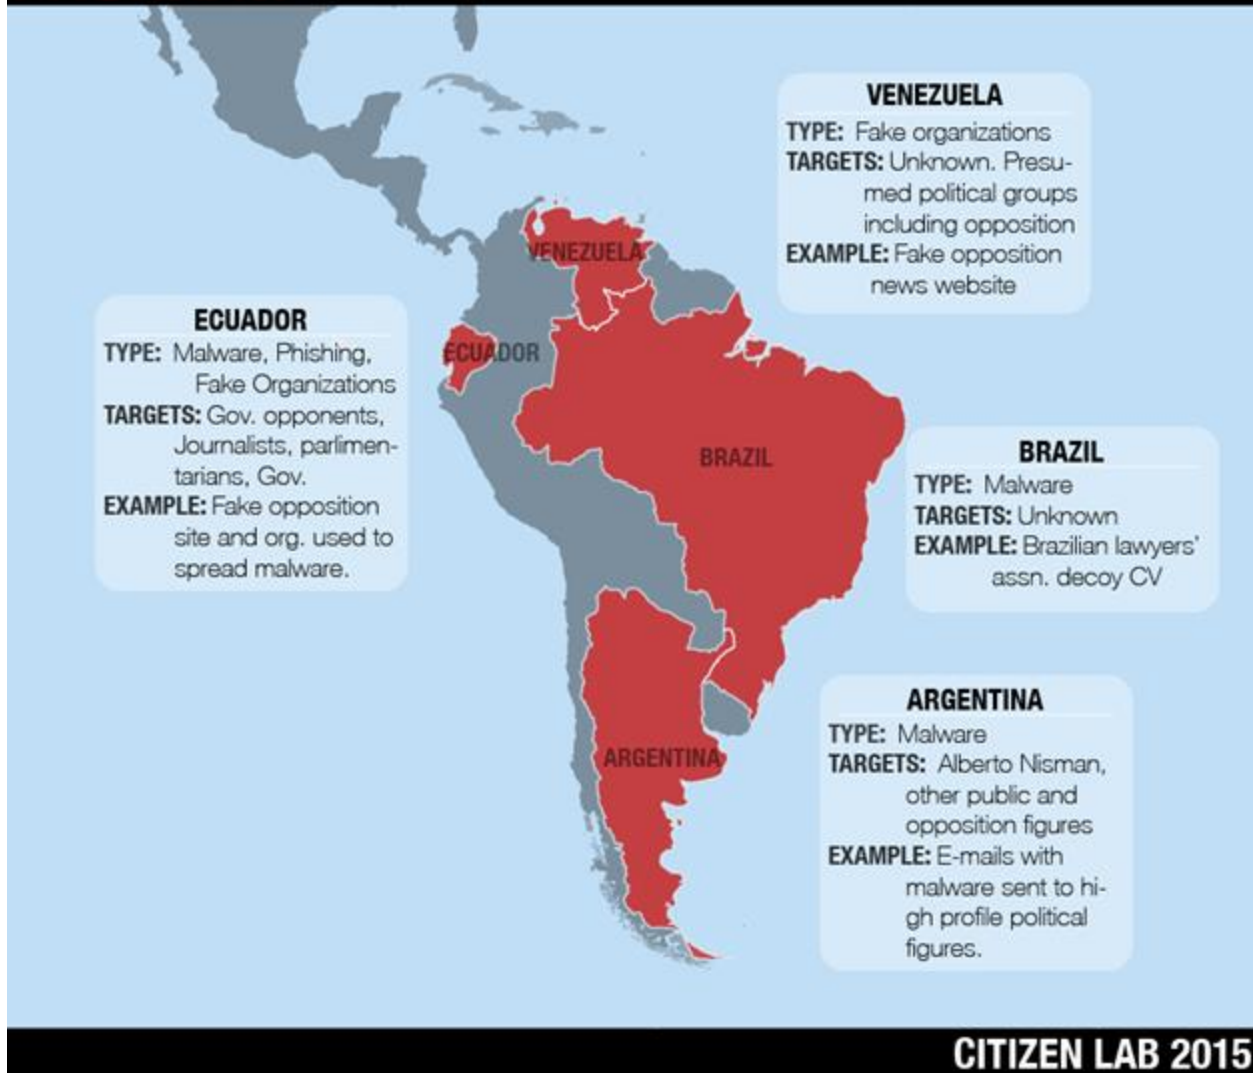 VENEZUELA
TYPE: Fake organizations
TARGETS: Unknown. Presu-
med political groups
including opposition
EXAMPLE: Fake opposition
news website
VENEZUELA
ECUADOR
TYPE: Malware, Phishing,
Fake Organizations
TARGETS: Gov. opponents,
Journalists, parlimen-
tarians, Gov.
EXAMPLE: Fake opposition
site and org. used to
spread malware.
ECUADOR
BRAZIL
BRAZIL
TYPE: Malware
TARGETS: Unknown
EXAMPLE: Brazilian lawyers'
assn. decoy CV
ARGENTINA
ARGENTINA
TYPE: Malware
TARGETS: Alberto Nisman,
other public and
opposition figures
EXAMPLE: E-mails with
malware sent to hi-
gh profile political
figures.
CITIZEN LAB 2015